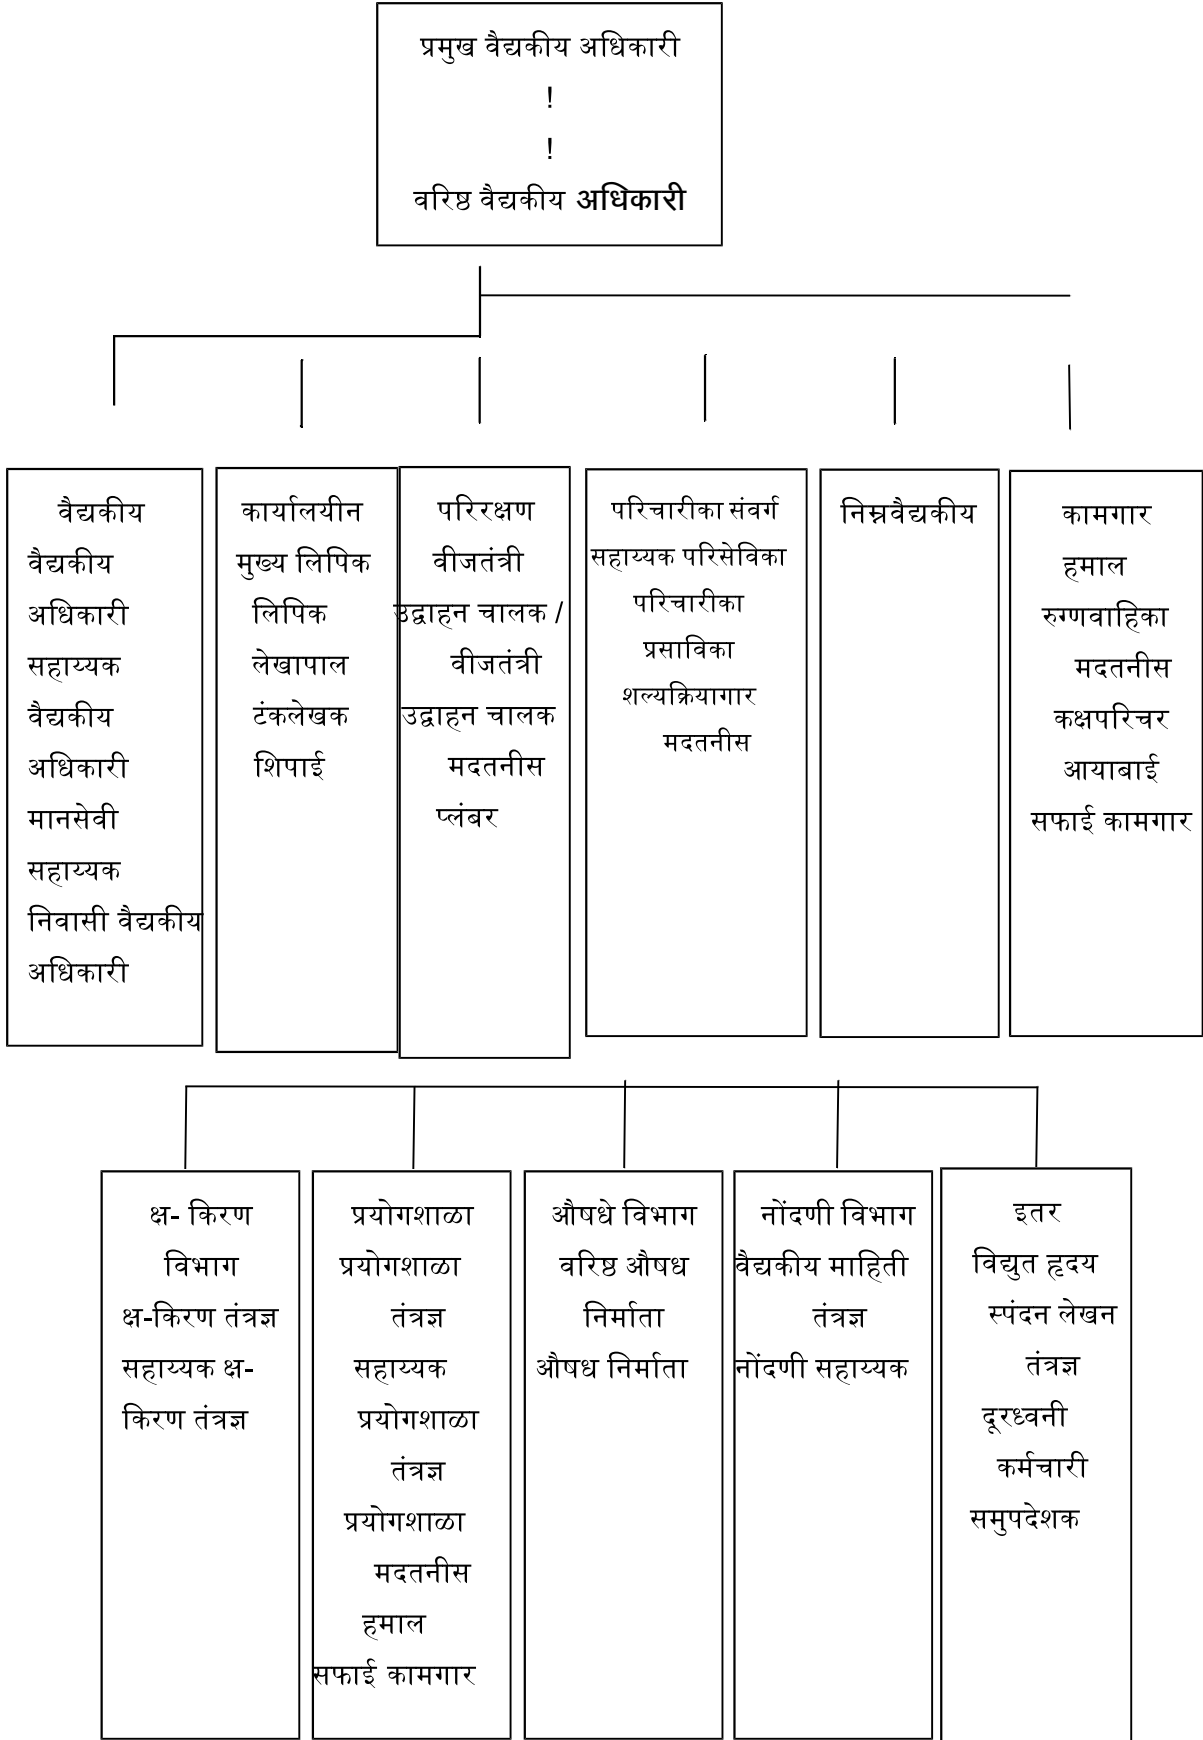 प्रमुख वैद्यकीय अधिकारी
!
!
वरिष्ठ वैद्यकीय अधिकारी
वैद्यकीय
वैद्यकीय
अधिकारी
सहाय्यक
वैद्यकीय
अधिकारी
मानसेवी
सहाय्यक
निवासी वैद्यकीय
अधिकारी
कार्यालयीन
मुख्य लिपिक
लिपिक
लेखापाल
टंकलेखक
शिपाई
परिरक्षण
वीजतंत्री
उद्वाहन चालक /
वीजतंत्री
उद्वाहन चालक
मदतनीस
प्लंबर
परिचारीका संवर्ग
सहाय्यक परिसेविका
परिचारीका
प्रसाविका
शल्यक्रियागार
मदतनीस
निम्नवैद्यकीय
कामगार
हमाल
रुग्णवाहिका
मदतनीस
कक्षपरिचर
आयाबाई
सफाई कामगार
क्ष- किरण
विभाग
क्ष-किरण तंत्रज्ञ
सहाय्यक क्ष-
किरण तंत्रज्ञ
प्रयोगशाळा
प्रयोगशाळा
तंत्रज्ञ
सहाय्यक
प्रयोगशाळा
तंत्रज्ञ
प्रयोगशाळा
मदतनीस
हमाल
सफाई कामगार
औषधे विभाग
वरिष्ठ औषध
निर्माता
औषध निर्माता
नोंदणी विभाग
वैद्यकीय माहिती
तंत्रज्ञ
नोंदणी सहाय्यक
इतर
विद्युत हृदय
स्पंदन लेखन
तंत्रज्ञ
दूरध्वनी
कर्मचारी
समुपदेशक